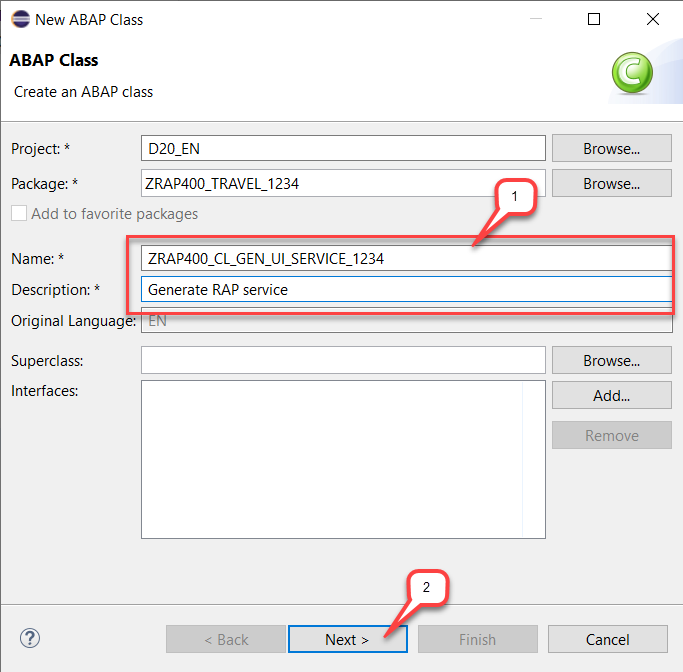 New ABAP Class
ABAP Class
Create an ABAP class
C
Project: * D20_EN Browse...
Package: * ZRAP400_TRAVEL_1234 Browse...
1
Add to favorite packages
Name: * ZRAP400_CL_GEN_UI_SERVICE_1234
Description: * Generate RAP service
Original Language: EN
Superclass: Browse...
Interfaces: Add...
Remove
2
? < Back Next > Finish Cancel